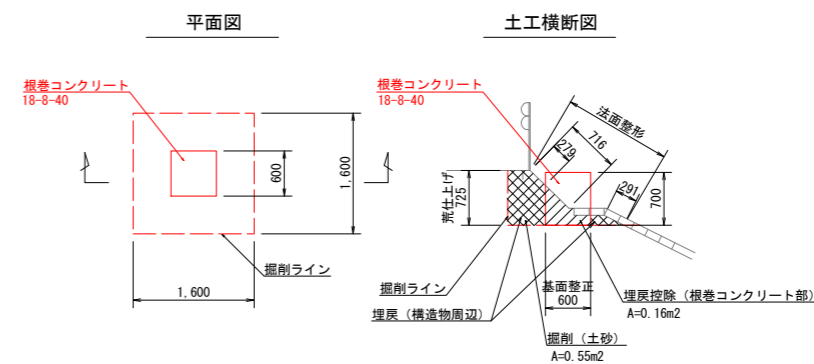 平面図
根巻コンクリート
18-8-40
600
1,600
掘削ライン
1,600
土工横断図
根巻コンクリート
18-8-40
法面整形
716
279
291
荒仕上げ
725
700
掘削ライン
埋戻（構造物周辺）
基面整正
600
埋戻控除（根巻コンクリート部）
A=0.16m2
掘削（土砂）
A=0.55m2